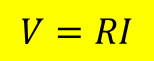 V = RI